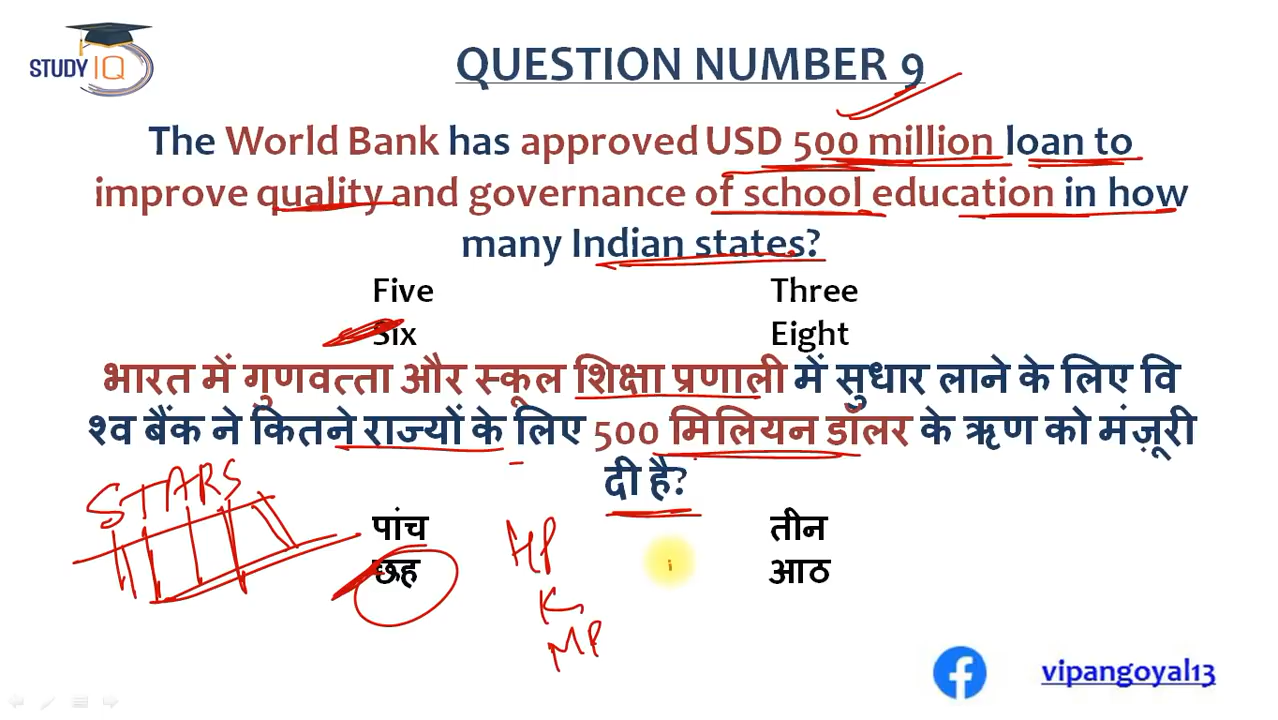 STUDY IQ
QUESTION NUMBER 9
The World Bank has approved USD 500 million loan to
improve quality and governance of school education in how
many Indian states?
Five
Three
Six
Eight
भारत में गुणवत्ता और स्कूल शिक्षा प्रणाली में सुधार लाने के लिए वि
श्व बैंक ने कितने राज्यों के लिए 500 मिलियन डॉलर के ऋण को मंज़ूरी
दी है?
STARS
पांच
तीन
छह
आठ
HP
K
MP
vipangoyal13